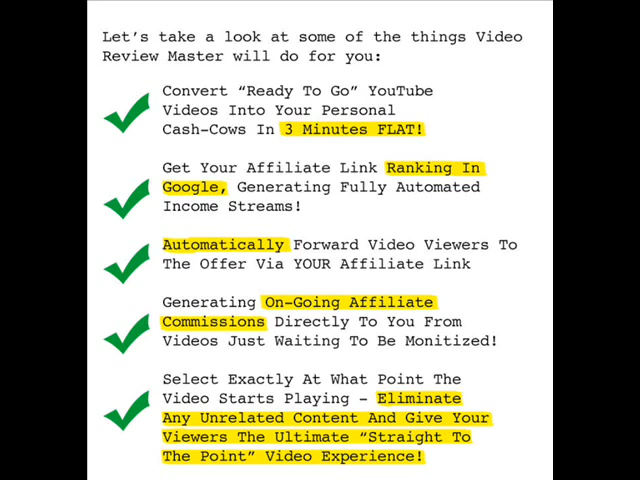 Let's take a look at some of the things Video
Review Master will do for you:
Convert “Ready To Go” YouTube
Videos Into Your Personal
Cash-Cows In 3 Minutes FLAT!
Get Your Affiliate Link Ranking In
Google, Generating Fully Automated
Income Streams!
Automatically Forward Video Viewers To
The Offer Via YOUR Affiliate Link
Generating On-Going Affiliate
Commissions Directly To You From
Videos Just Waiting To Be Monitized!
Select Exactly At What Point The
Video Starts Playing - Eliminate
Any Unrelated Content And Give Your
Viewers The Ultimate “Straight To
The Point” Video Experience!